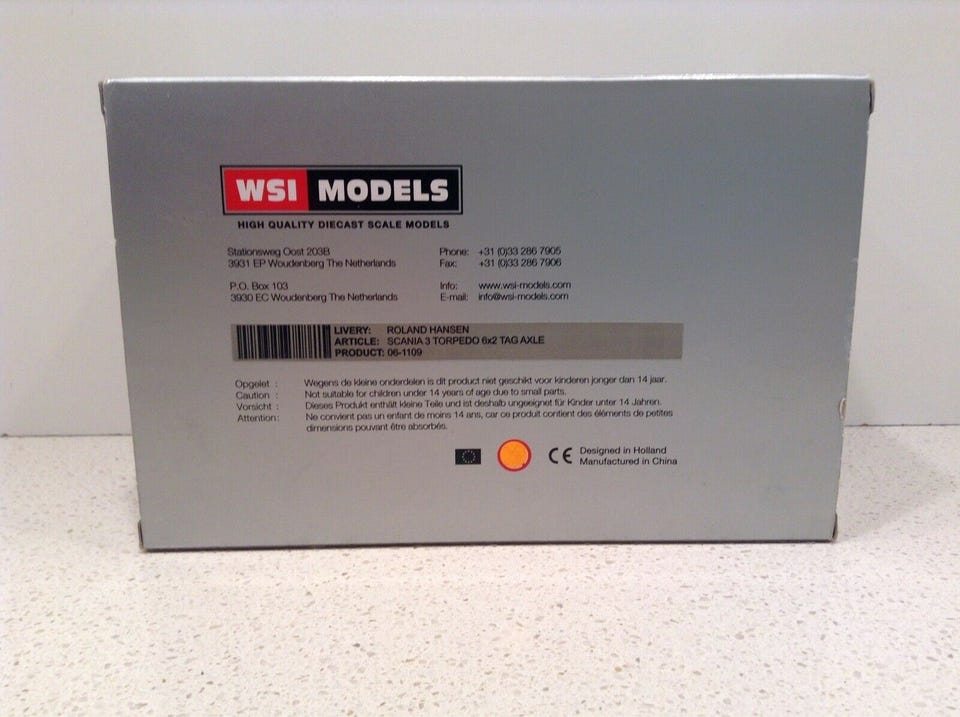 WSI MODELS
HIGH QUALITY DIECAST SCALE MODELS
Stationsweg Oost 203B
3931 EP Woudenberg The Netherlands
Phone: +31 (0)33 286 7905
Fax: +31 (0)33 286 7906
P.O. Box 103
3930 EC Woudenberg The Netherlands
Info: www.wsi-models.com
E-mail: info@wsi-models.com
LIVERY: ROLAND HANSEN
ARTICLE: SCANIA 3 TORPEDO 6x2 TAG AXLE
PRODUCT: 06-1109
Opgelet : Wegens de kleine onderdelen is dit product niet geschikt voor kinderen jonger dan 14 jaar.
Caution : Not suitable for children under 14 years of age due to small parts.
Vorsicht : Dieses Produkt enthält kleine Teile und ist deshalb ungeeignet für Kinder unter 14 Jahren.
Attention: Ne convient pas un enfant de moins 14 ans, car ce produit contient des éléments de petites
dimensions pouvant être absorbés.
CE
Designed in Holland
Manufactured in China